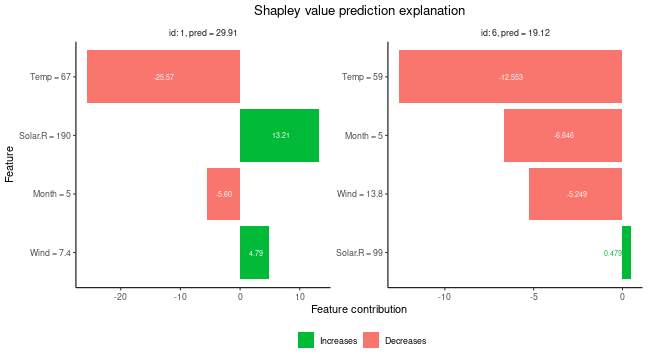 Shapley value prediction explanation
id: 1, pred = 29.91
id: 6, pred = 19.12
Feature
Temp = 67
-25.57
Solar.R = 190
13.21
Month = 5
-5.60
Wind = 7.4
4.79
-20
-10
0
10
Temp = 59
-12.553
Month = 5
-6.646
Wind = 13.8
-5.249
Solar.R = 99
0.479
-10
-5
0
Feature contribution
Increases
Decreases